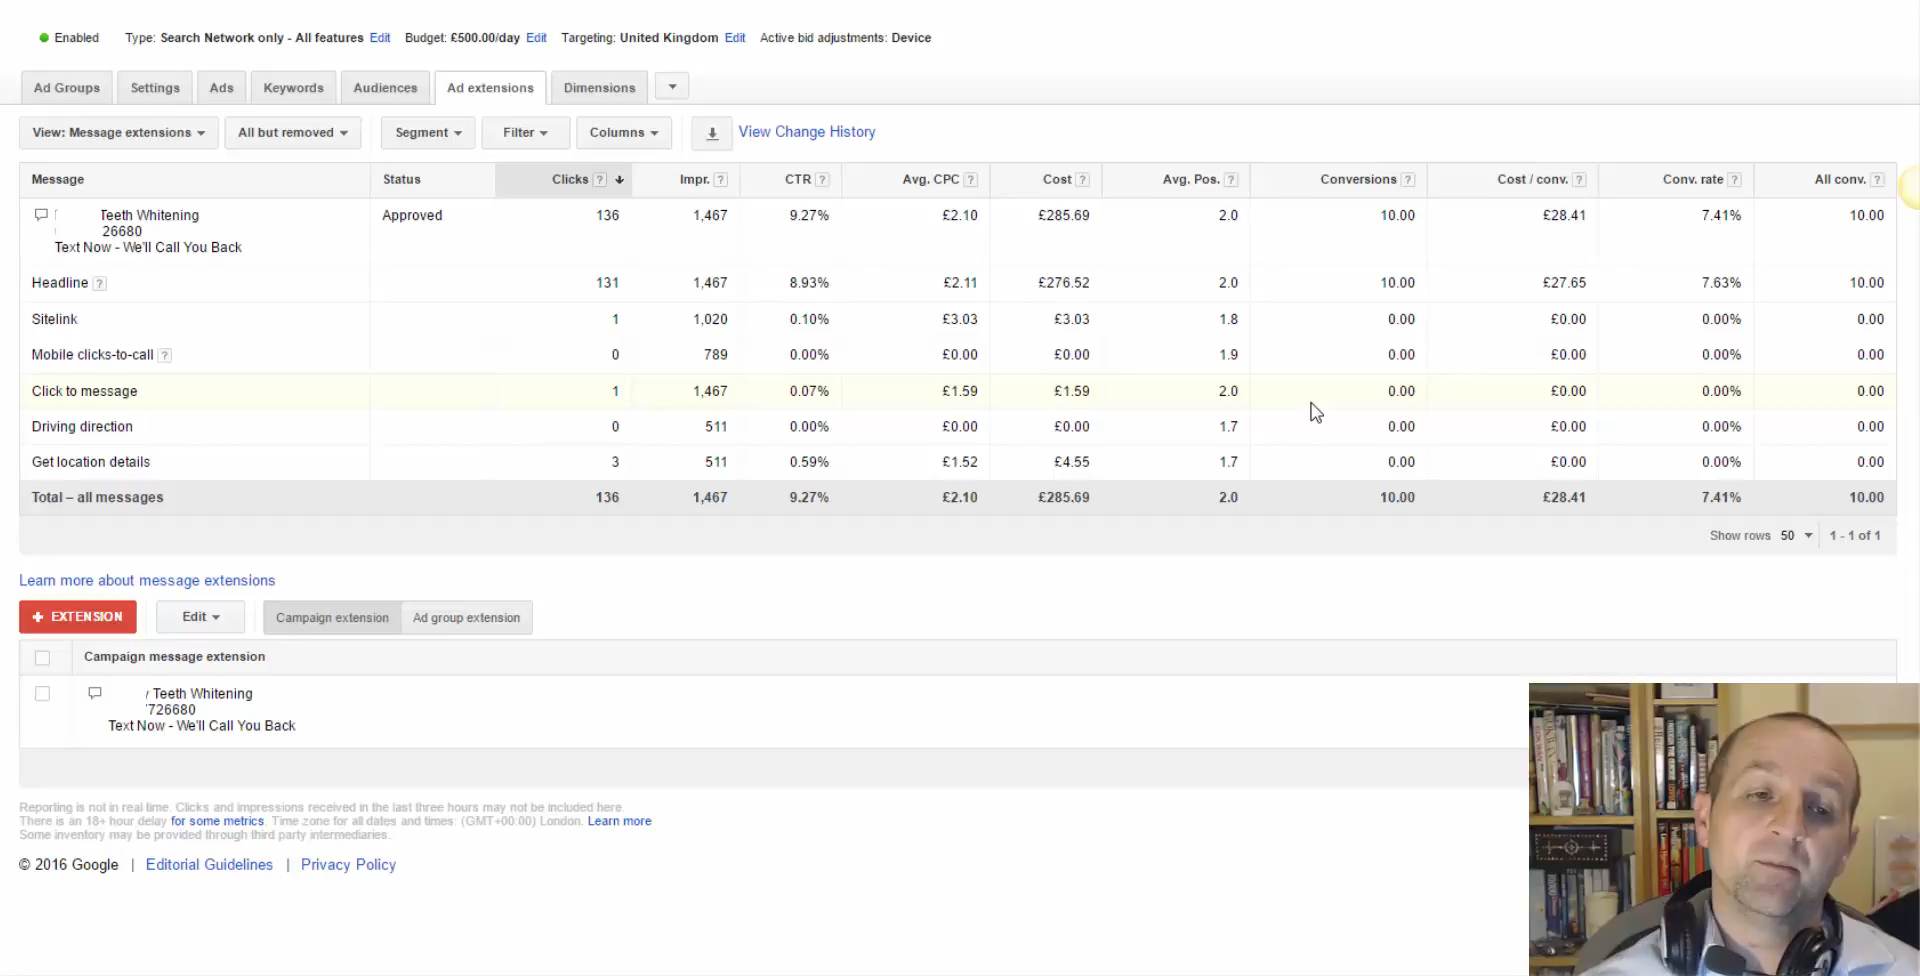 Enabled Type: Search Network only - All features Edit Budget: £500.00/day Edit Targeting: United Kingdom Edit Active bid adjustments: Device
Ad Groups Settings Ads Keywords Audiences Ad extensions Dimensions
View: Message extensions All but removed Segment Filter Columns View Change History
Message Status Clicks ? Impr. ? CTR ? Avg. CPC ? Cost ? Avg. Pos. ? Conversions ? Cost / conv. ? Conv. rate ? All conv. ?
Teeth Whitening Approved 136 1,467 9.27% £2.10 £285.69 2.0 10.00 £28.41 7.41% 10.00
26680
Text Now - We'll Call You Back
Headline ? 131 1,467 8.93% £2.11 £276.52 2.0 10.00 £27.65 7.63% 10.00
Sitelink 1 1,020 0.10% £3.03 £3.03 1.8 0.00 £0.00 0.00% 0.00
Mobile clicks-to-call ? 0 789 0.00% £0.00 £0.00 1.9 0.00 £0.00 0.00% 0.00
Click to message 1 1,467 0.07% £1.59 £1.59 2.0 0.00 £0.00 0.00% 0.00
Driving direction 0 511 0.00% £0.00 £0.00 1.7 0.00 £0.00 0.00% 0.00
Get location details 3 511 0.59% £1.52 £4.55 1.7 0.00 £0.00 0.00% 0.00
Total – all messages 136 1,467 9.27% £2.10 £285.69 2.0 10.00 £28.41 7.41% 10.00
Show rows 50 1 - 1 of 1
Learn more about message extensions
+ EXTENSION Edit Campaign extension Ad group extension
Campaign message extension
Teeth Whitening
726680
Text Now - We'll Call You Back
Reporting is not in real time. Clicks and impressions received in the last three hours may not be included here.
There is an 18+ hour delay for some metrics. Time zone for all dates and times: (GMT+00:00) London. Learn more
Some inventory may be provided through third party intermediaries.
© 2016 Google | Editorial Guidelines | Privacy Policy